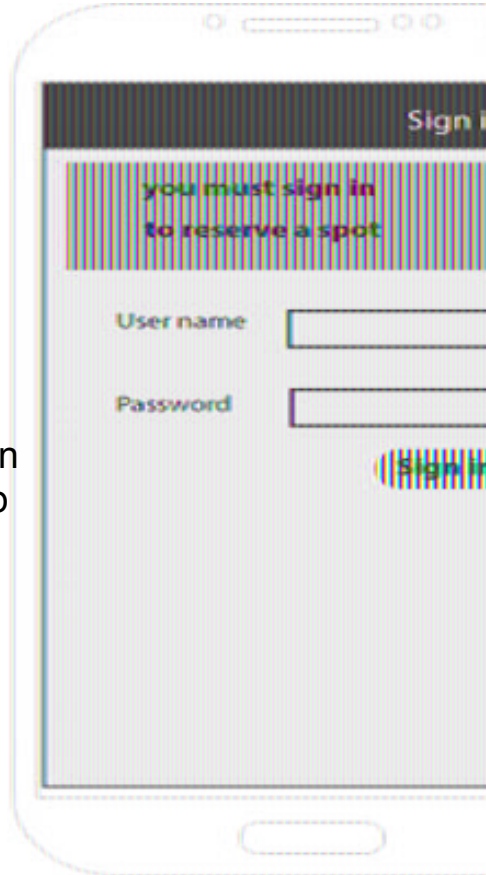 Sign i
you must sign in
to reserve a spot
User name
Password
n
Sign in
o